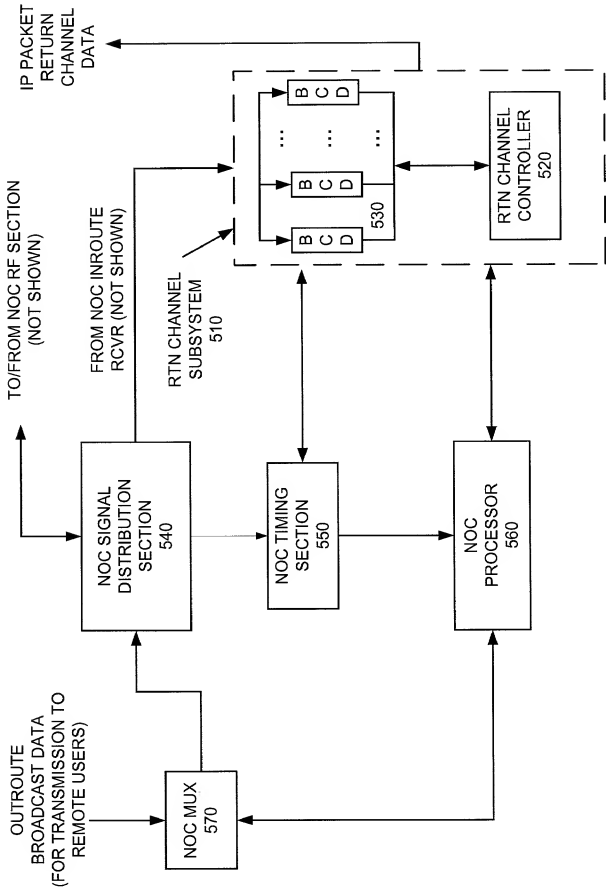 OUTROUTE
BROADCAST DATA
(FOR TRANSMISSION TO
REMOTE USERS)
NOC MUX
570
TO/FROM NOC RF SECTION
(NOT SHOWN)
NOC SIGNAL
DISTRIBUTION
SECTION
540
FROM NOC INROUTE
RCVR (NOT SHOWN)
NOC TIMING
SECTION
550
NOC
PROCESSOR
560
RTN CHANNEL
SUBSYSTEM
510
IP PACKET
RETURN
CHANNEL
DATA
B
C
D
B
C
D
...
...
...
B
C
D
530
RTN CHANNEL
CONTROLLER
520